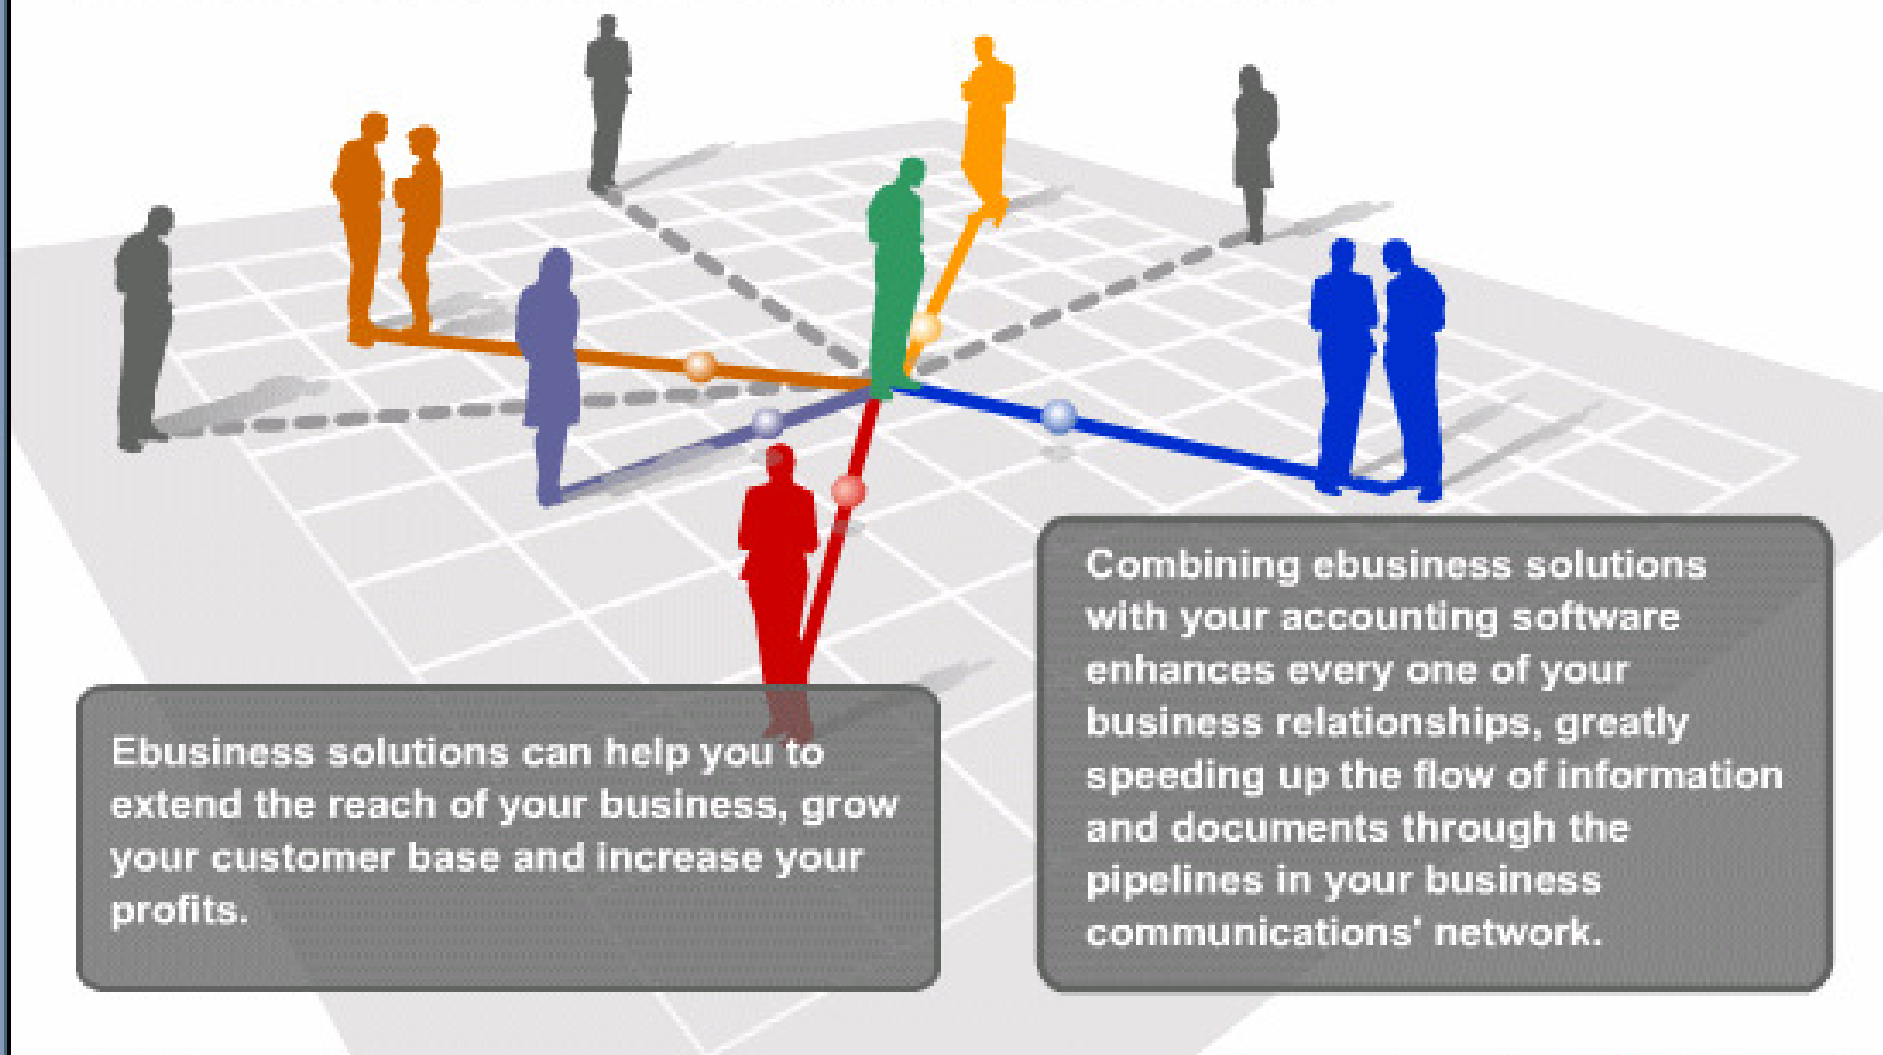 Ebusiness solutions can help you to
extend the reach of your business, grow
your customer base and increase your
profits.
Combining ebusiness solutions
with your accounting software
enhances every one of your
business relationships, greatly
speeding up the flow of information
and documents through the
pipelines in your business
communications' network.